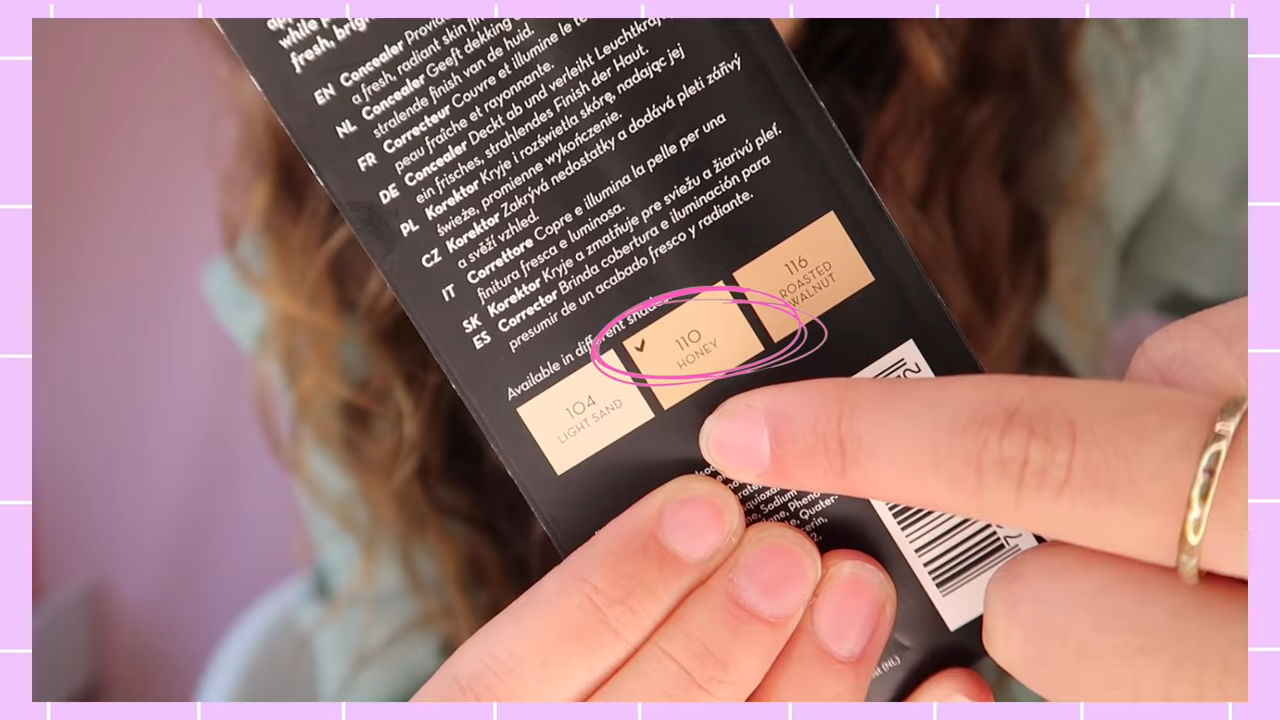 while p
fresh, brigh
EN Concealer Provid
a fresh, radiant skin fin
NL Concealer Geeft dekking
stralende finish van de huid.
FR Correcteur Couvre et illumine le te
peau fraîche et rayonnante.
DE Concealer Deckt ab und verleiht Leuchtkraft
ein frisches, strahlendes Finish der Haut.
PL Korektor Kryje i rozświetla skórę, nadając jej
świeże, promienne wykończenie.
CZ Korektor Zakrývá nedostatky a dodává pleti zářivý
a svěží vzhled.
IT Correttore Copre e illumina la pelle per una
finitura fresca e luminosa.
SK Korektor Kryje a zmatňuje pre sviežu a žiarivú pleť.
ES Corrector Brinda cobertura e iluminación para
presumir de un acabado fresco y radiante.
Available in different shades
104
LIGHT SAND
110
HONEY
116
ROASTED
WALNUT